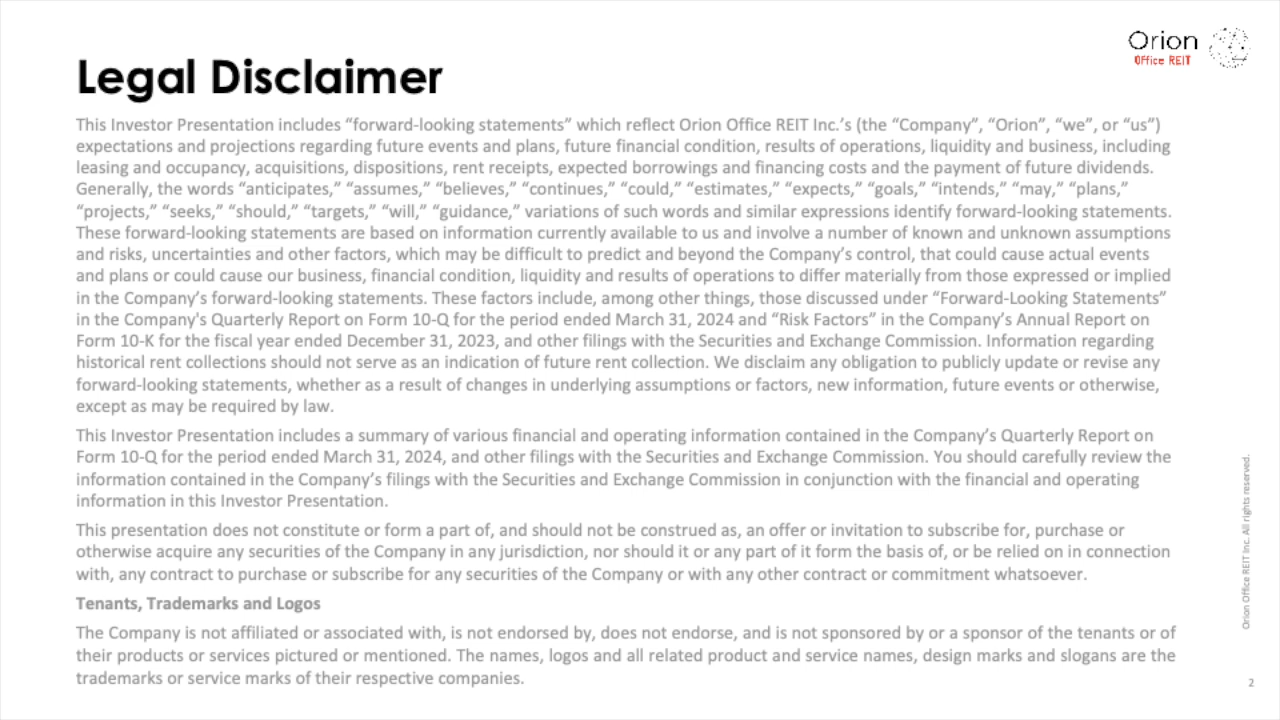 Orion
Office REIT
Legal Disclaimer
This Investor Presentation includes “forward-looking statements” which reflect Orion Office REIT Inc.’s (the “Company”, “Orion”, “we”, or “us”)
expectations and projections regarding future events and plans, future financial condition, results of operations, liquidity and business, including
leasing and occupancy, acquisitions, dispositions, rent receipts, expected borrowings and financing costs and the payment of future dividends.
Generally, the words “anticipates,” “assumes,” “believes,” “continues,” “could,” “estimates,” “expects,” “goals,” “intends,” “may,” “plans,”
“projects,” “seeks,” “should,” “targets,” “will,” “guidance,” variations of such words and similar expressions identify forward-looking statements.
These forward-looking statements are based on information currently available to us and involve a number of known and unknown assumptions
and risks, uncertainties and other factors, which may be difficult to predict and beyond the Company’s control, that could cause actual events
and plans or could cause our business, financial condition, liquidity and results of operations to differ materially from those expressed or implied
in the Company’s forward-looking statements. These factors include, among other things, those discussed under “Forward-Looking Statements”
in the Company's Quarterly Report on Form 10-Q for the period ended March 31, 2024 and “Risk Factors” in the Company’s Annual Report on
Form 10-K for the fiscal year ended December 31, 2023, and other filings with the Securities and Exchange Commission. Information regarding
historical rent collections should not serve as an indication of future rent collection. We disclaim any obligation to publicly update or revise any
forward-looking statements, whether as a result of changes in underlying assumptions or factors, new information, future events or otherwise,
except as may be required by law.
This Investor Presentation includes a summary of various financial and operating information contained in the Company’s Quarterly Report on
Form 10-Q for the period ended March 31, 2024, and other filings with the Securities and Exchange Commission. You should carefully review the
information contained in the Company’s filings with the Securities and Exchange Commission in conjunction with the financial and operating
information in this Investor Presentation.
This presentation does not constitute or form a part of, and should not be construed as, an offer or invitation to subscribe for, purchase or
otherwise acquire any securities of the Company in any jurisdiction, nor should it or any part of it form the basis of, or be relied on in connection
with, any contract to purchase or subscribe for any securities of the Company or with any other contract or commitment whatsoever.
Tenants, Trademarks and Logos
The Company is not affiliated or associated with, is not endorsed by, does not endorse, and is not sponsored by or a sponsor of the tenants or of
their products or services pictured or mentioned. The names, logos and all related product and service names, design marks and slogans are the
trademarks or service marks of their respective companies.
Orion Office REIT Inc. All rights reserved.
2